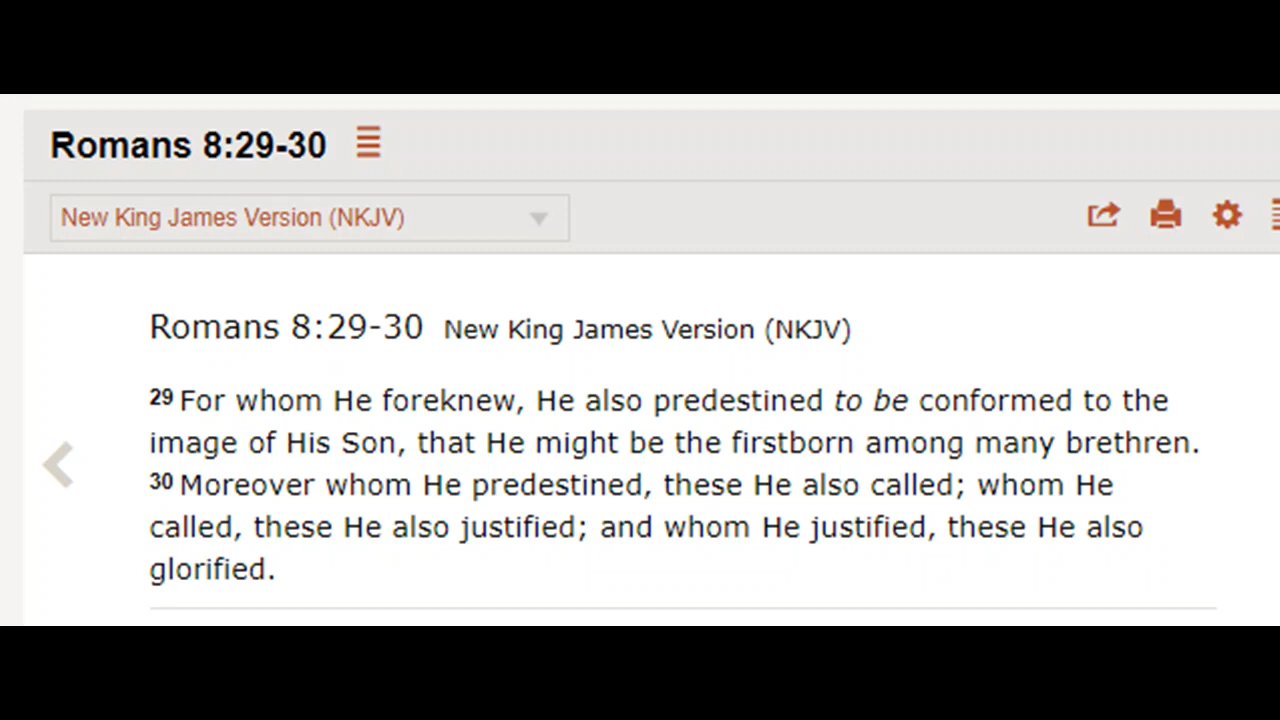 Romans 8:29-30
New King James Version (NKJV)
Romans 8:29-30 New King James Version (NKJV)
29 For whom He foreknew, He also predestined to be conformed to the
image of His Son, that He might be the firstborn among many brethren.
30 Moreover whom He predestined, these He also called; whom He
called, these He also justified; and whom He justified, these He also
glorified.